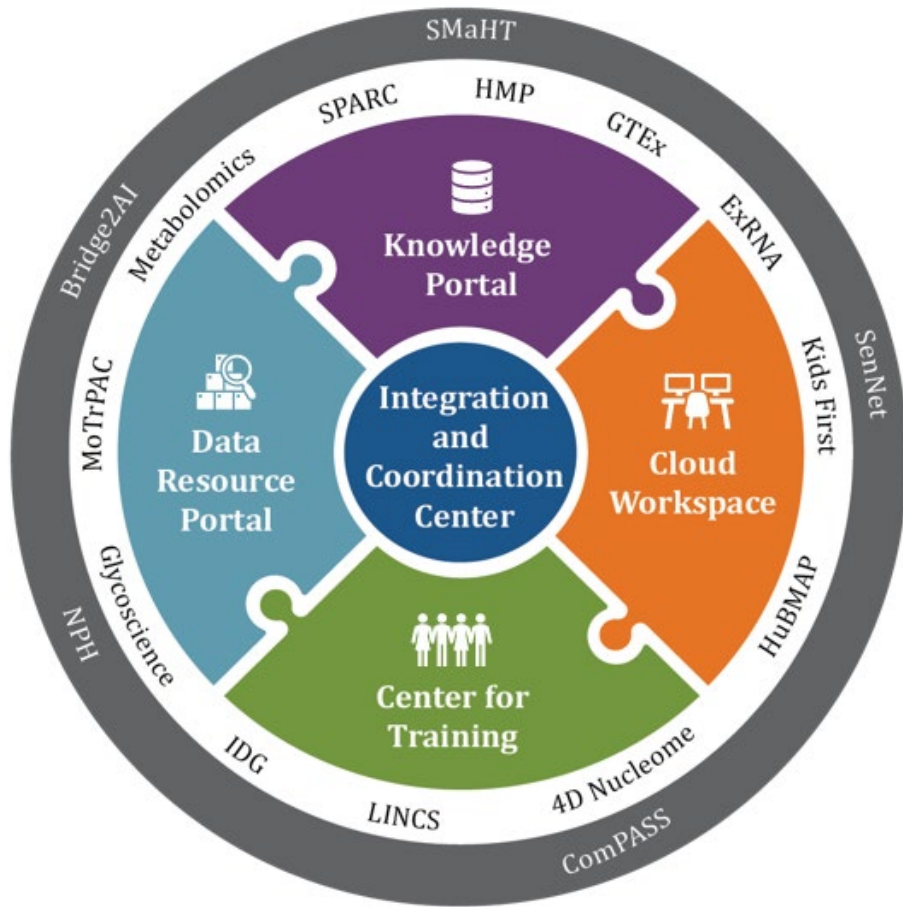 SMaHT
SPARC
HMP
GTEx
Metabolomics
ExRNA
Bridge2AI
Knowledge
Portal
SenNet
Kids First
MoTrPAC
Data
Resource
Portal
Integration
and
Coordination
Center
Cloud
Workspace
Glycoscience
HuBMAP
NPH
Center for
Training
IDG
LINCS
4D Nucleome
ComPASS